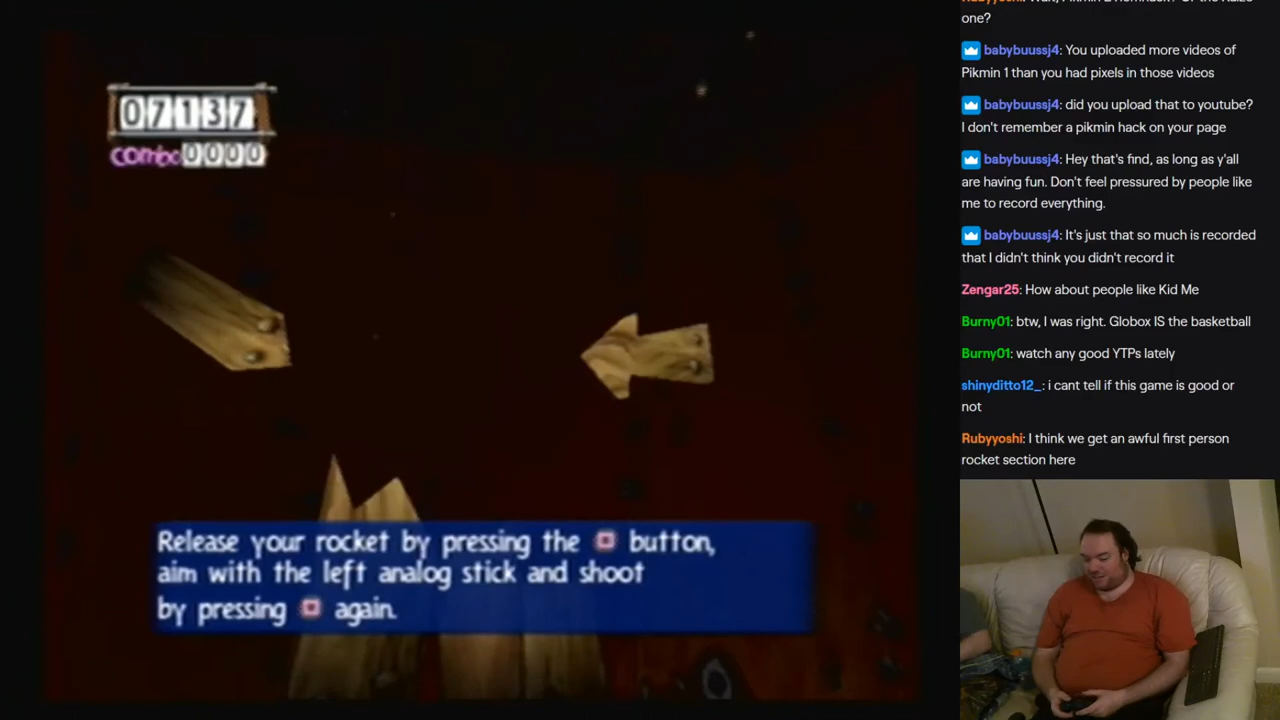 07137
combo 0000
Release your rocket by pressing the button,
aim with the left analog stick and shoot
by pressing again.
one?
babybuussj4: You uploaded more videos of
Pikmin 1 than you had pixels in those videos
babybuussj4: did you upload that to youtube?
I don't remember a pikmin hack on your page
babybuussj4: Hey that's find, as long as y'all
are having fun. Don't feel pressured by people like
me to record everything.
babybuussj4: It's just that so much is recorded
that I didn't think you didn't record it
Zengar25: How about people like Kid Me
Burny01: btw, I was right. Globox IS the basketball
Burny01: watch any good YTPs lately
shinyditto12_: i cant tell if this game is good or
not
Rubyyoshi: I think we get an awful first person
rocket section here